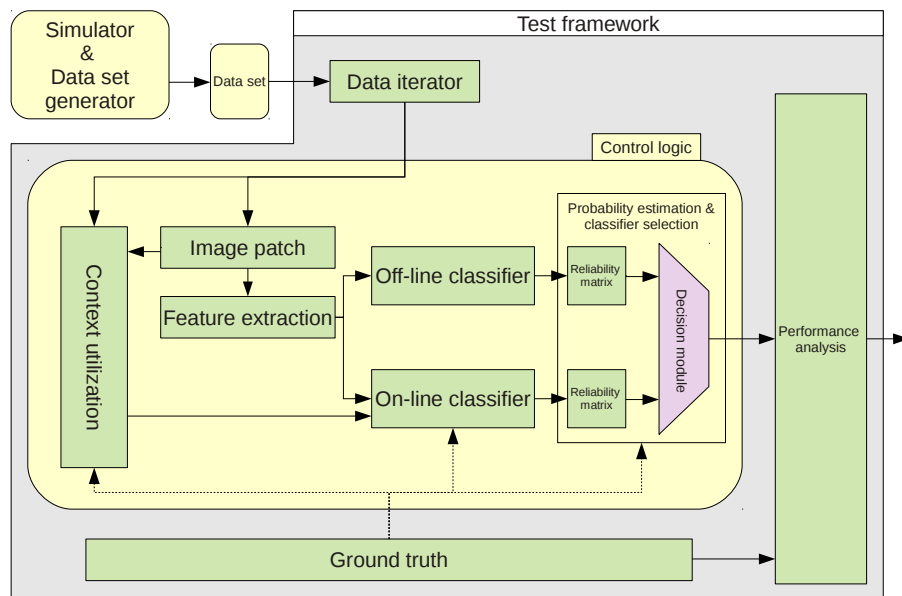 Test framework
Simulator
&
Data set
generator
Data set
Data iterator
Control logic
Probability estimation &
classifier selection
Context utilization
Image patch
Feature extraction
Off-line classifier
Reliability
matrix
Decision module
On-line classifier
Reliability
matrix
Performance
analysis
Ground truth